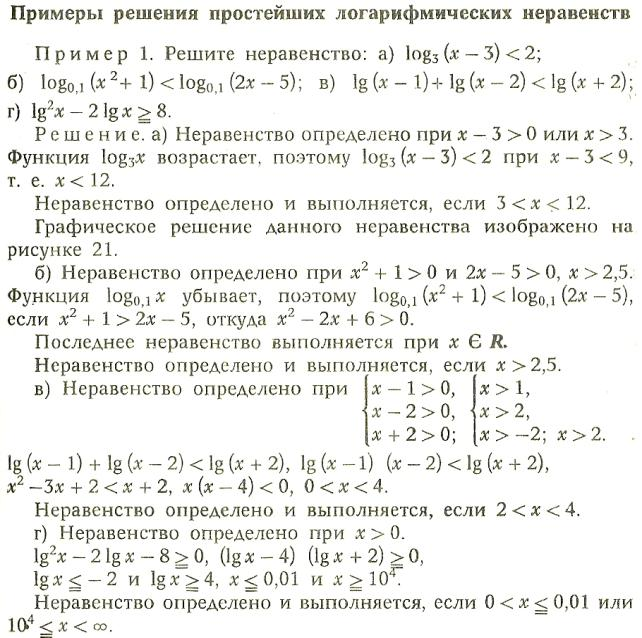 Примеры решения простейших логарифмических неравенств
Пример 1. Решите неравенство: а) log₃ (x − 3) < 2;
б) log₀,₁ (x² + 1) < log₀,₁ (2x − 5); в) lg (x − 1) + lg (x − 2) < lg (x + 2);
г) lg²x − 2 lg x ≧ 8.
Решение. а) Неравенство определено при x − 3 > 0 или x > 3.
Функция log₃x возрастает, поэтому log₃ (x − 3) < 2 при x − 3 < 9,
т. е. x < 12.
Неравенство определено и выполняется, если 3 < x < 12.
Графическое решение данного неравенства изображено на
рисунке 21.
б) Неравенство определено при x² + 1 > 0 и 2x − 5 > 0, x > 2,5.
Функция log₀,₁ x убывает, поэтому log₀,₁ (x² + 1) < log₀,₁ (2x − 5),
если x² + 1 > 2x − 5, откуда x² − 2x + 6 > 0.
Последнее неравенство выполняется при x Є R.
Неравенство определено и выполняется, если x > 2,5.
в) Неравенство определено при { x − 1 > 0, { x > 1,
x − 2 > 0, x > 2,
x + 2 > 0; x > −2; x > 2.
lg (x − 1) + lg (x − 2) < lg (x + 2), lg (x − 1) (x − 2) < lg (x + 2),
x² − 3x + 2 < x + 2, x (x − 4) < 0, 0 < x < 4.
Неравенство определено и выполняется, если 2 < x < 4.
г) Неравенство определено при x > 0.
lg²x − 2 lg x − 8 ≧ 0, (lg x − 4) (lg x + 2) ≧ 0,
lg x ≦ − 2 и lg x ≧ 4, x ≦ 0,01 и x ≧ 10⁴.
Неравенство определено и выполняется, если 0 < x ≦ 0,01 или
10⁴ ≦ x < ∞.